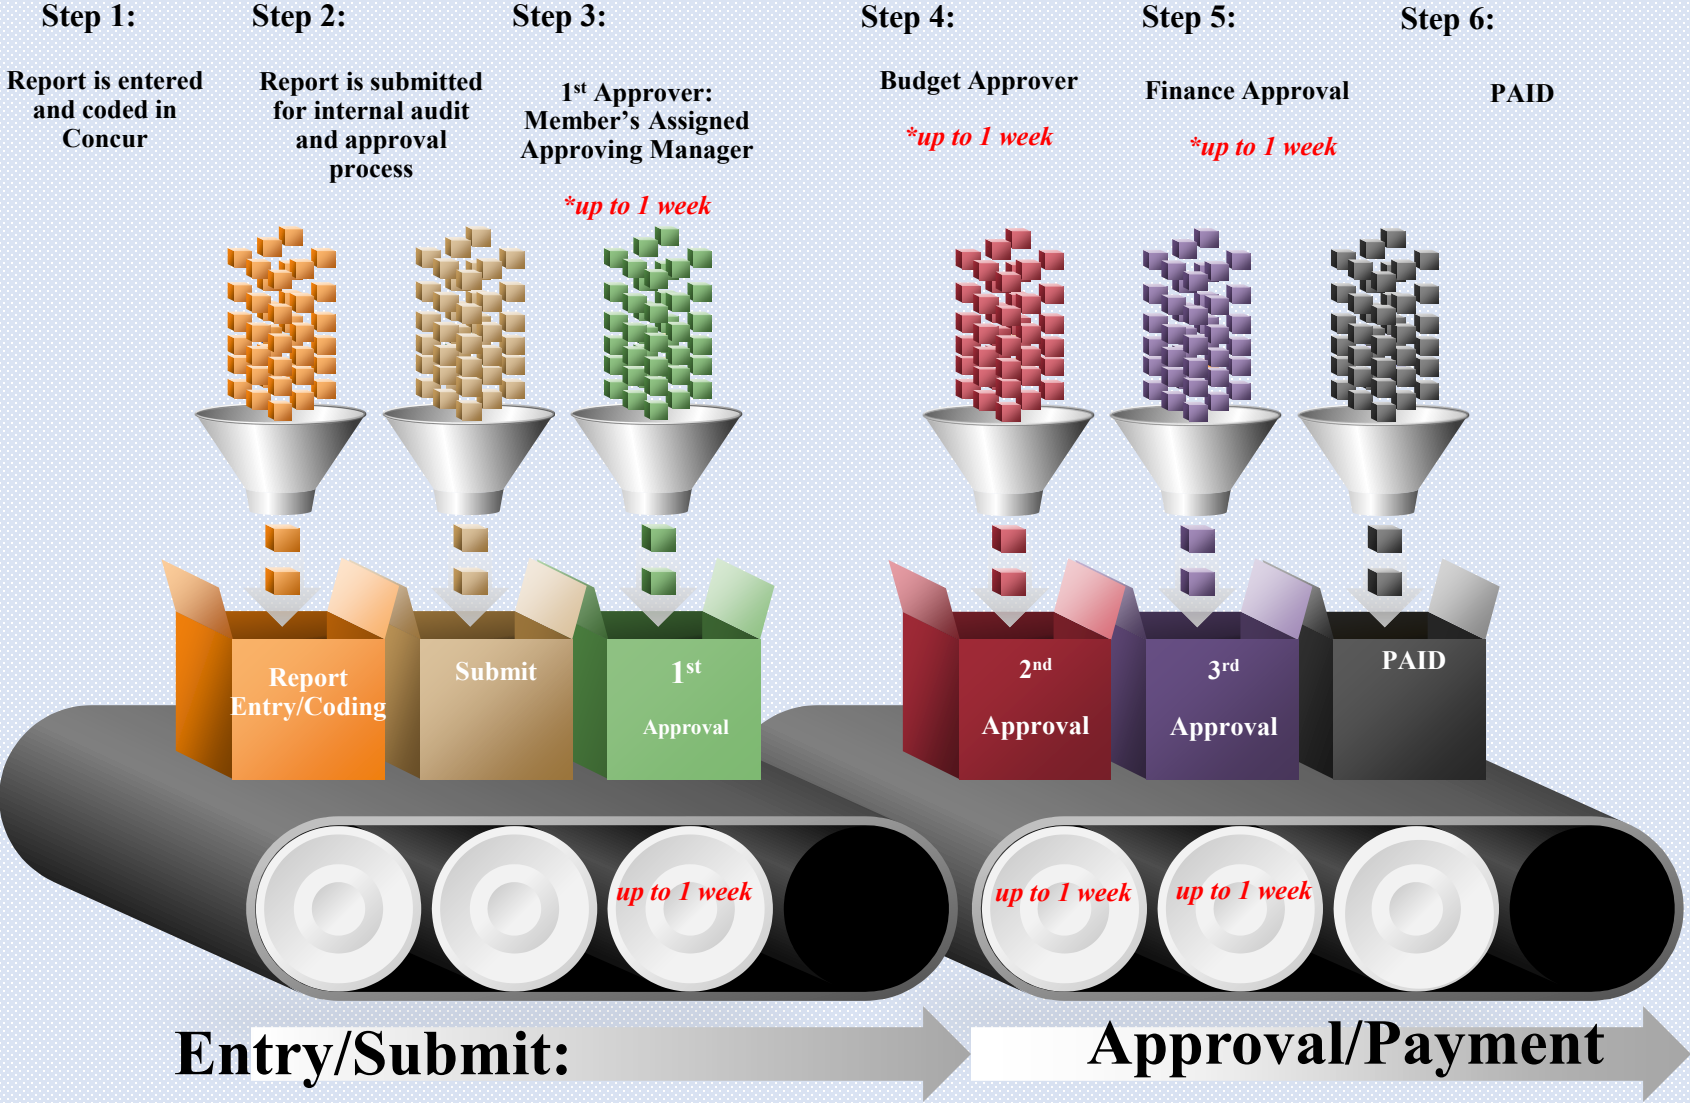 Step 1:
Report is entered
and coded in
Concur
Step 2:
Report is submitted
for internal audit
and approval
process
Step 3:
1st Approver:
Member’s Assigned
Approving Manager
*up to 1 week
Step 4:
Budget Approver
*up to 1 week
Step 5:
Finance Approval
*up to 1 week
Step 6:
PAID
Report
Entry/Coding
Submit
1st
Approval
2nd
Approval
3rd
Approval
PAID
up to 1 week
up to 1 week
up to 1 week
Entry/Submit:
Approval/Payment